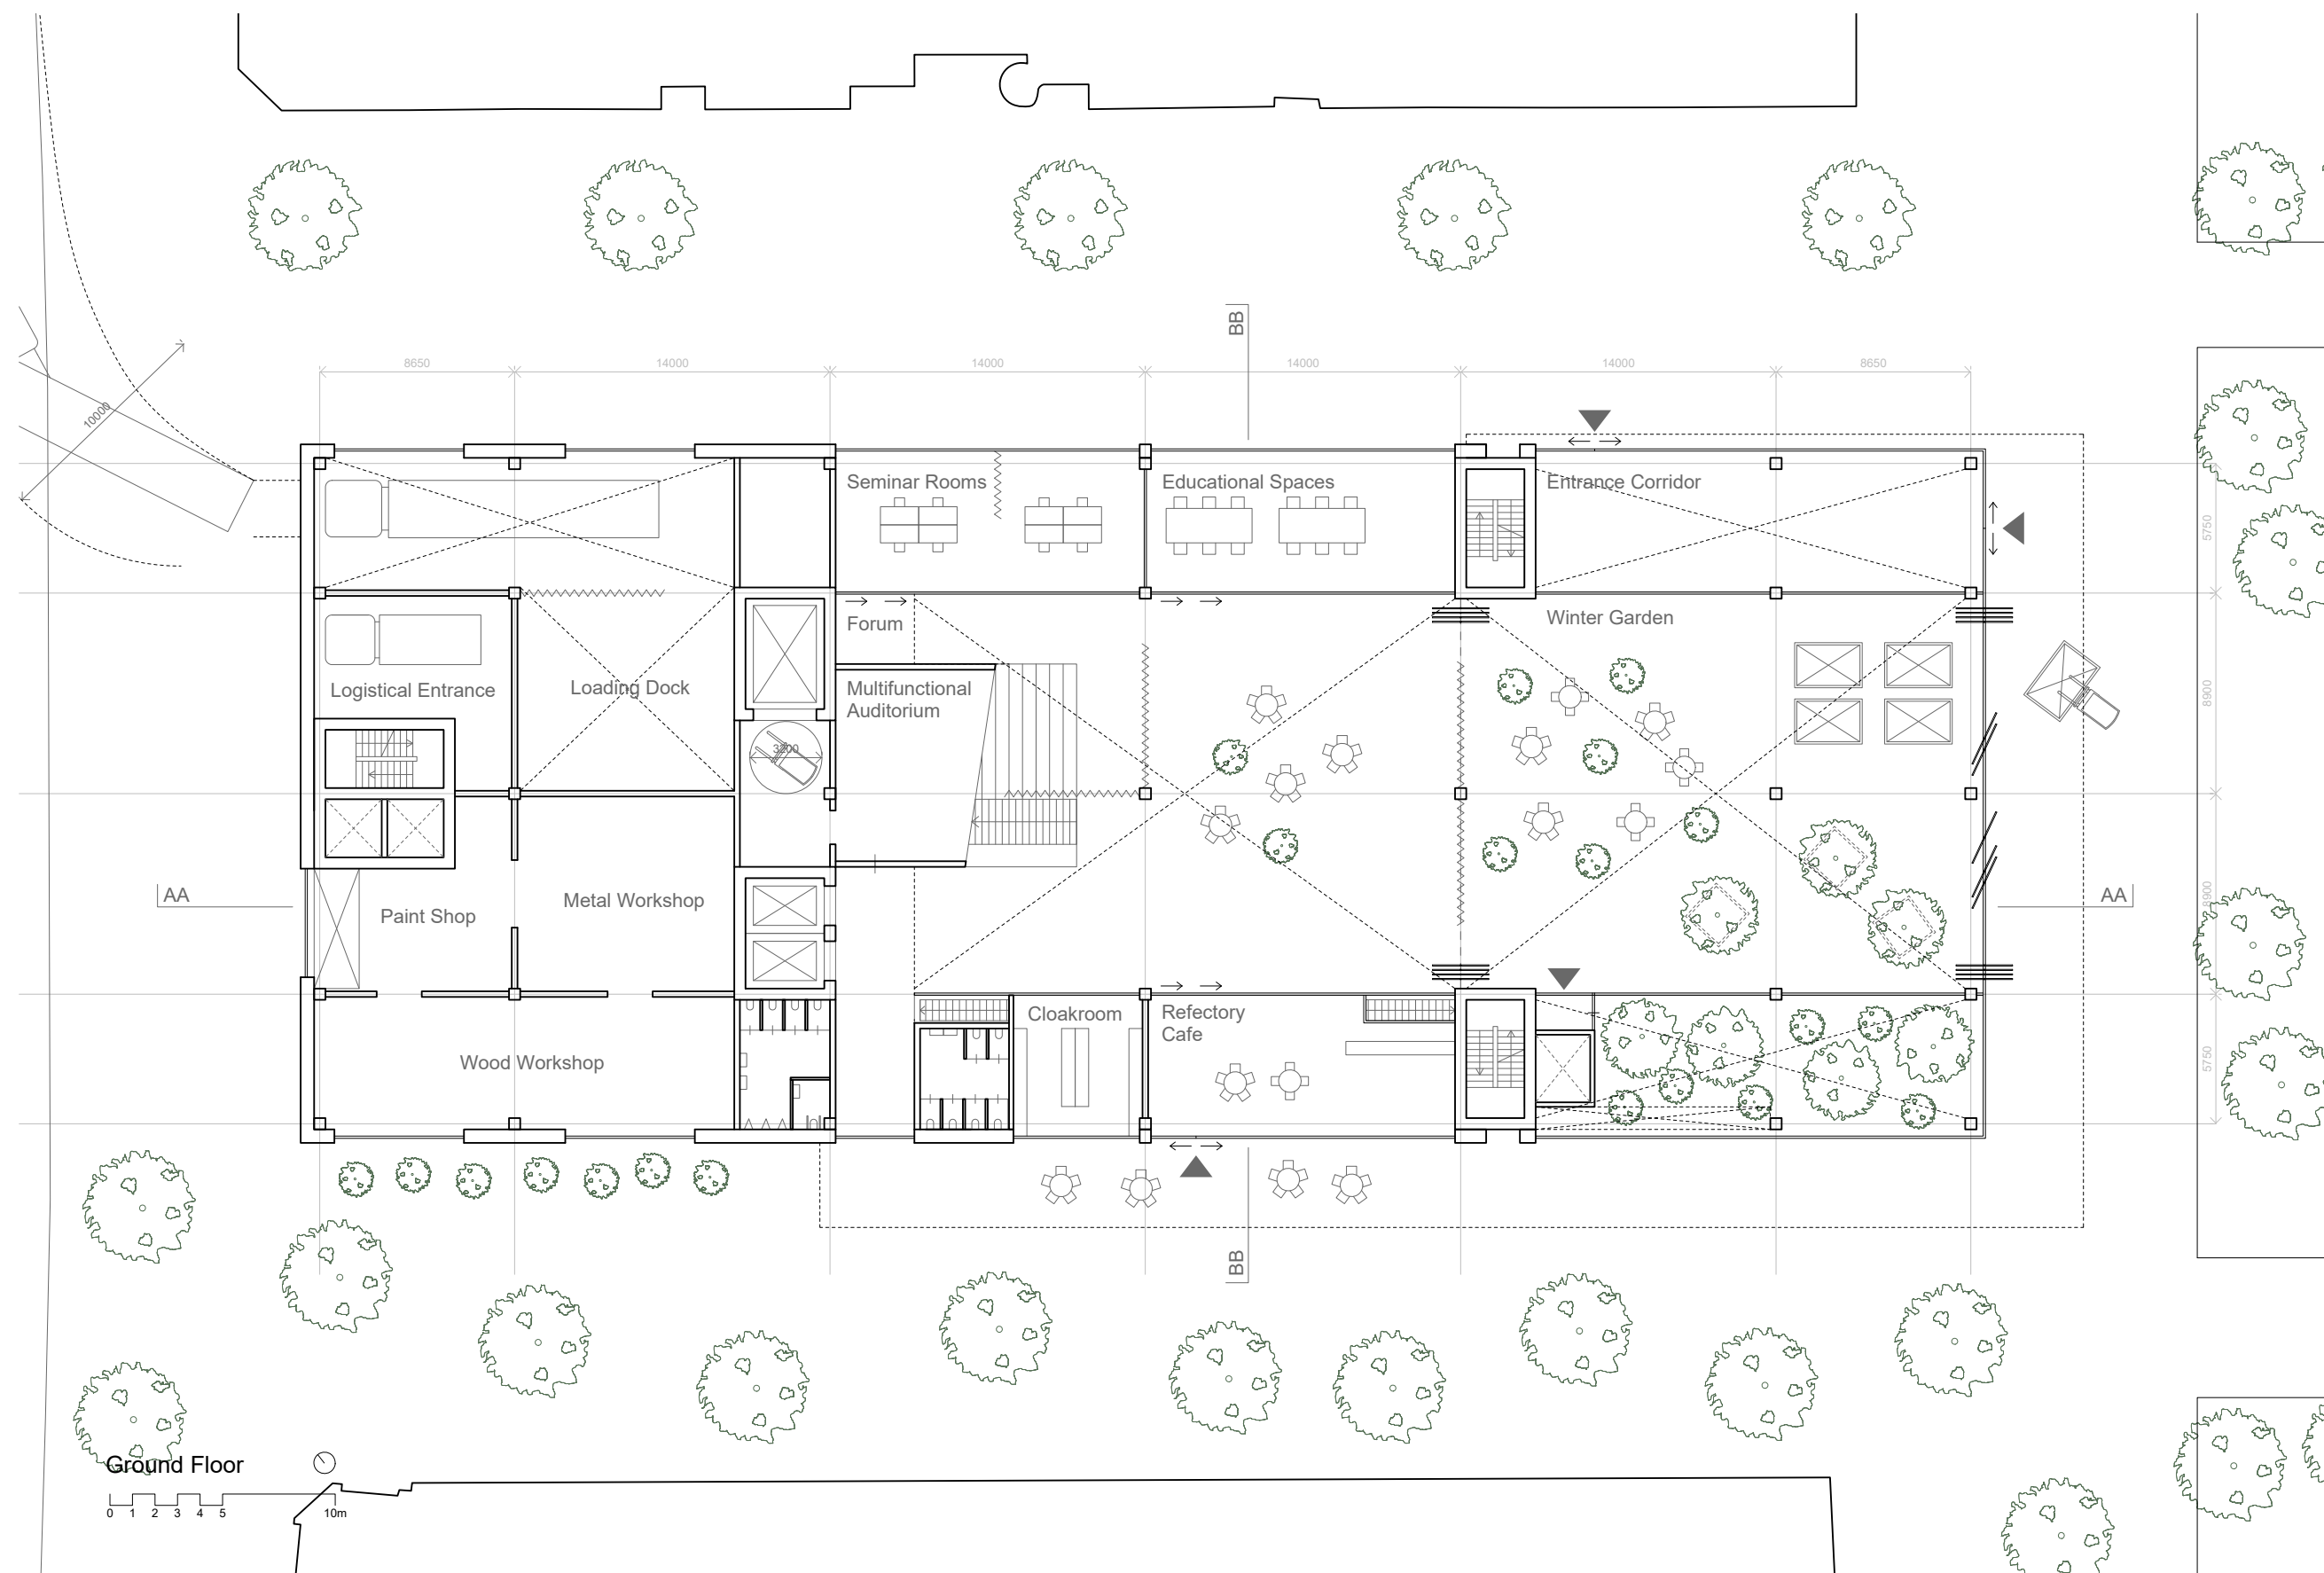 BB
8650
14000
14000
14000
14000
8650
10000
Seminar Rooms
Educational Spaces
Entrance Corridor
5750
Forum
Winter Garden
Logistical Entrance
Loading Dock
Multifunctional
Auditorium
8900
3200
AA
Paint Shop
Metal Workshop
8900
AA
Cloakroom
Refectory
Cafe
Wood Workshop
5750
BB
Ground Floor
0 1 2 3 4 5 10m